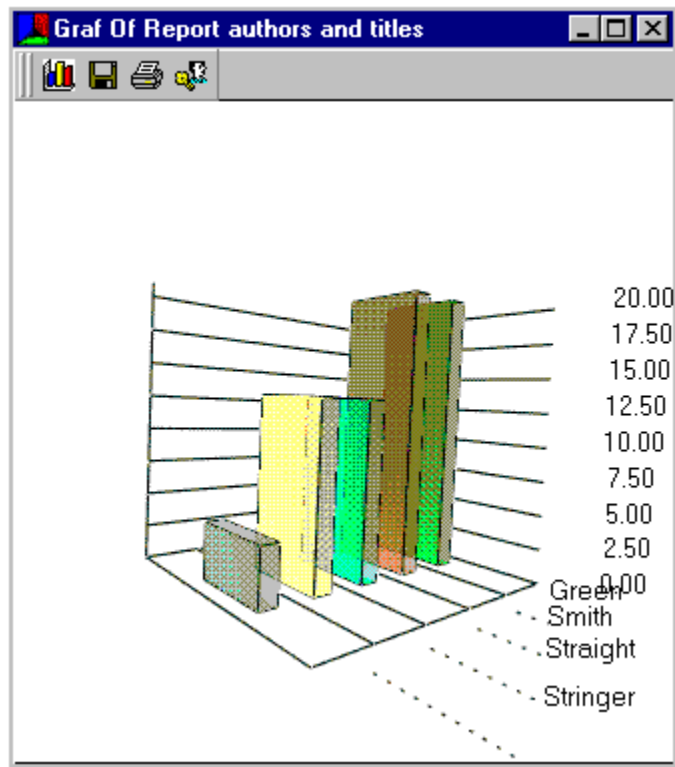 Graf Of Report authors and titles
20.00
17.50
15.00
12.50
10.00
7.50
5.00
2.50
0.00
Green
Smith
Straight
Stringer